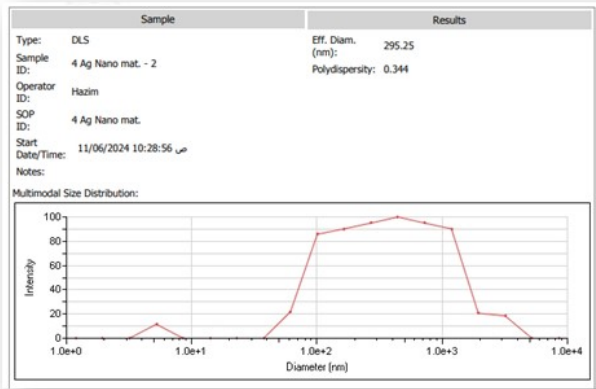 Sample Results
Type: DLS
Eff. Diam. (nm): 295.25
Sample ID: 4 Ag Nano mat. - 2
Polydispersity: 0.344
Operator ID: Hazim
SOP ID: 4 Ag Nano mat.
Start Date/Time: 11/06/2024 10:28:56 ص
Notes:
Multimodal Size Distribution:
100
80
60
40
20
0
Intensity
1.0e+0 1.0e+1 1.0e+2 1.0e+3 1.0e+4
Diameter (nm)